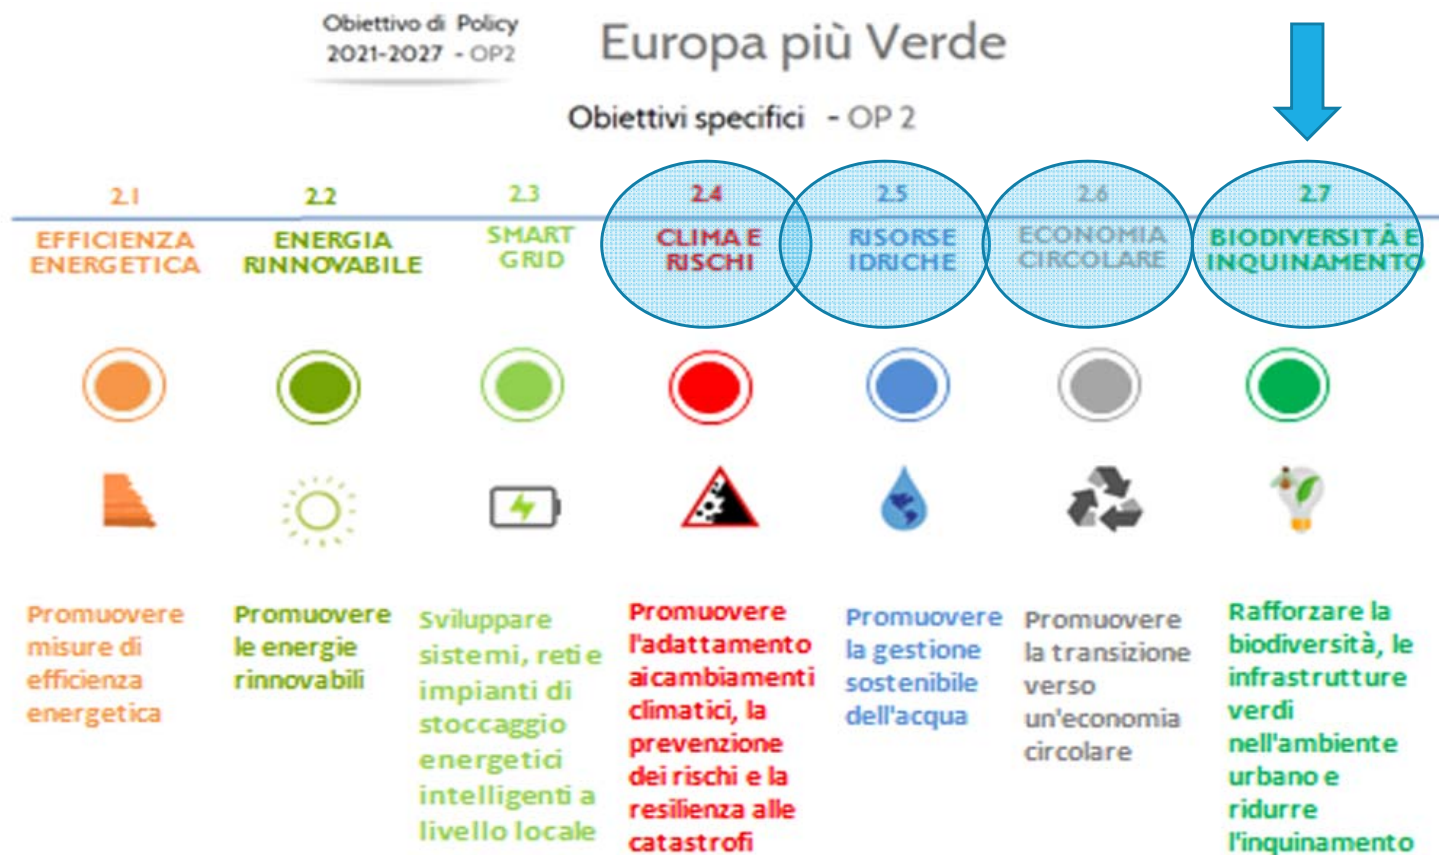 Obiettivo di Policy
2021-2027 - OP2
Europa più Verde
Obiettivi specifici - OP 2
2.1
EFFICIENZA
ENERGETICA
2.2
ENERGIA
RINNOVABILE
2.3
SMART
GRID
2.4
CLIMA E
RISCHI
2.5
RISORSE
IDRICHE
2.6
ECONOMIA
CIRCOLARE
2.7
BIODIVERSITÀ E
INQUINAMENTO
Promuovere
misure di
efficienza
energetica
Promuovere
le energie
rinnovabili
Sviluppare
sistemi, reti e
impianti di
stoccaggio
energetici
intelligenti a
livello locale
Promuovere
l'adattamento
ai cambiamenti
climatici, la
prevenzione
dei rischi e la
resilienza alle
catastrofi
Promuovere
la gestione
sostenibile
dell'acqua
Promuovere
la transizione
verso
un'economia
circolare
Rafforzare la
biodiversità, le
infrastrutture
verdi
nell'ambiente
urbano e
ridurre
l'inquinamento